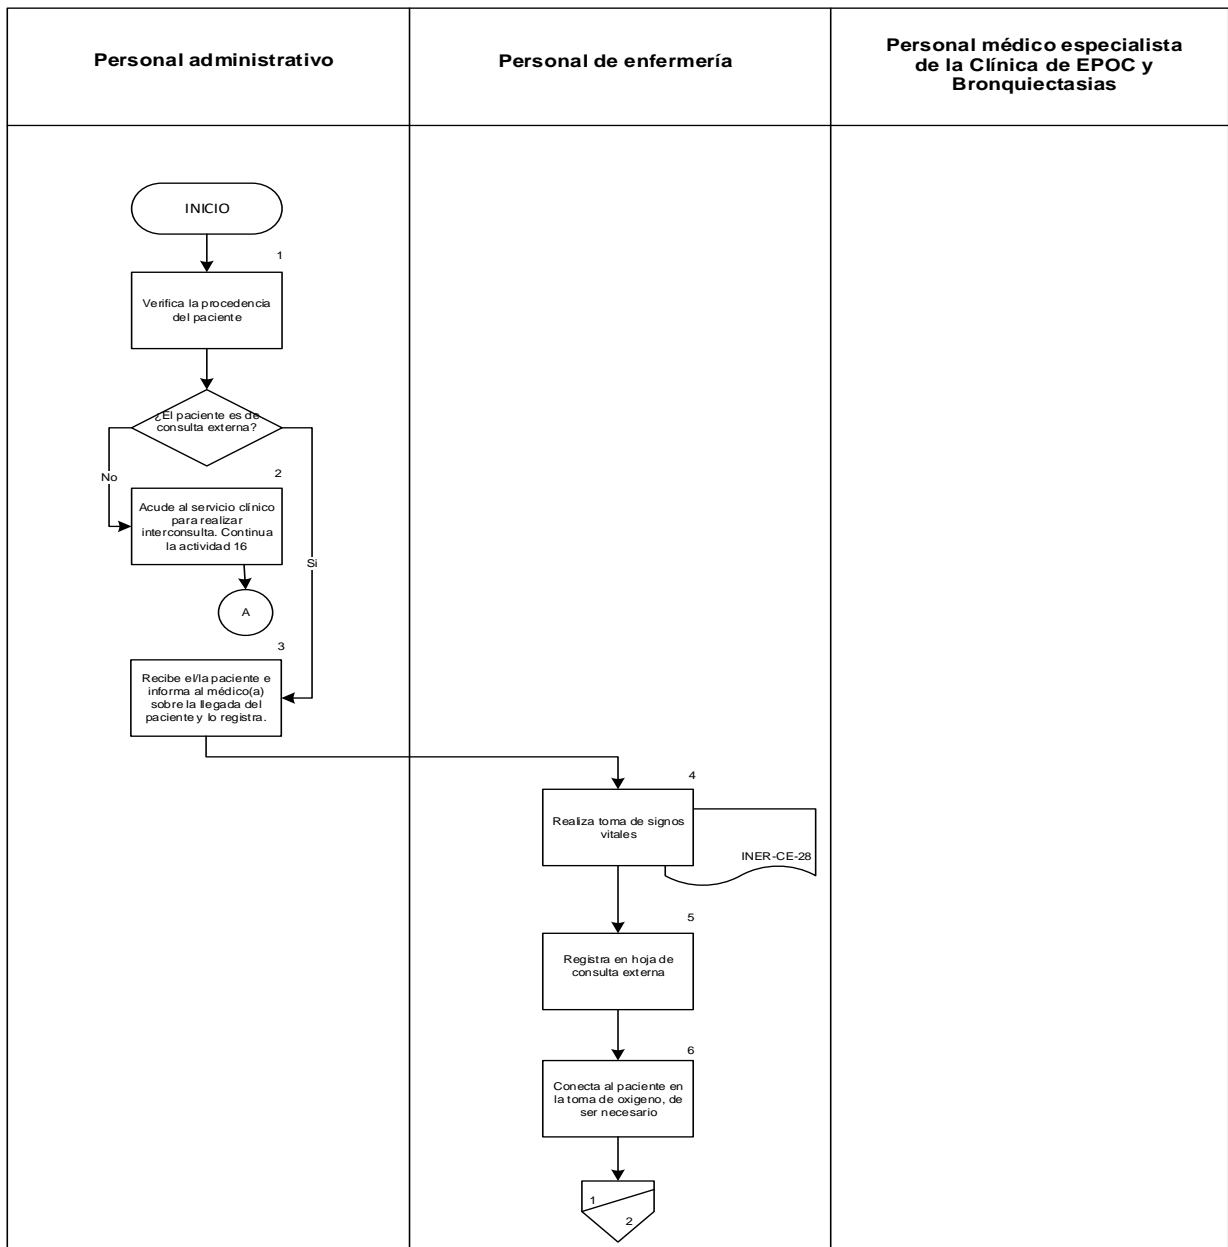 Personal administrativo
Personal de enfermería
Personal médico especialista
de la Clínica de EPOC y
Bronquiectasias
INICIO
1
Verifica la procedencia
del paciente
¿El paciente es de
consulta externa?
No
2
Acude al servicio clínico
para realizar
interconsulta. Continua
la actividad 16
Si
A
3
Recibe el/la paciente e
informa al médico(a)
sobre la llegada del
paciente y lo registra.
4
Realiza toma de signos
vitales
INER-CE-28
5
Registra en hoja de
consulta externa
6
Conecta al paciente en
la toma de oxigeno, de
ser necesario
1
2